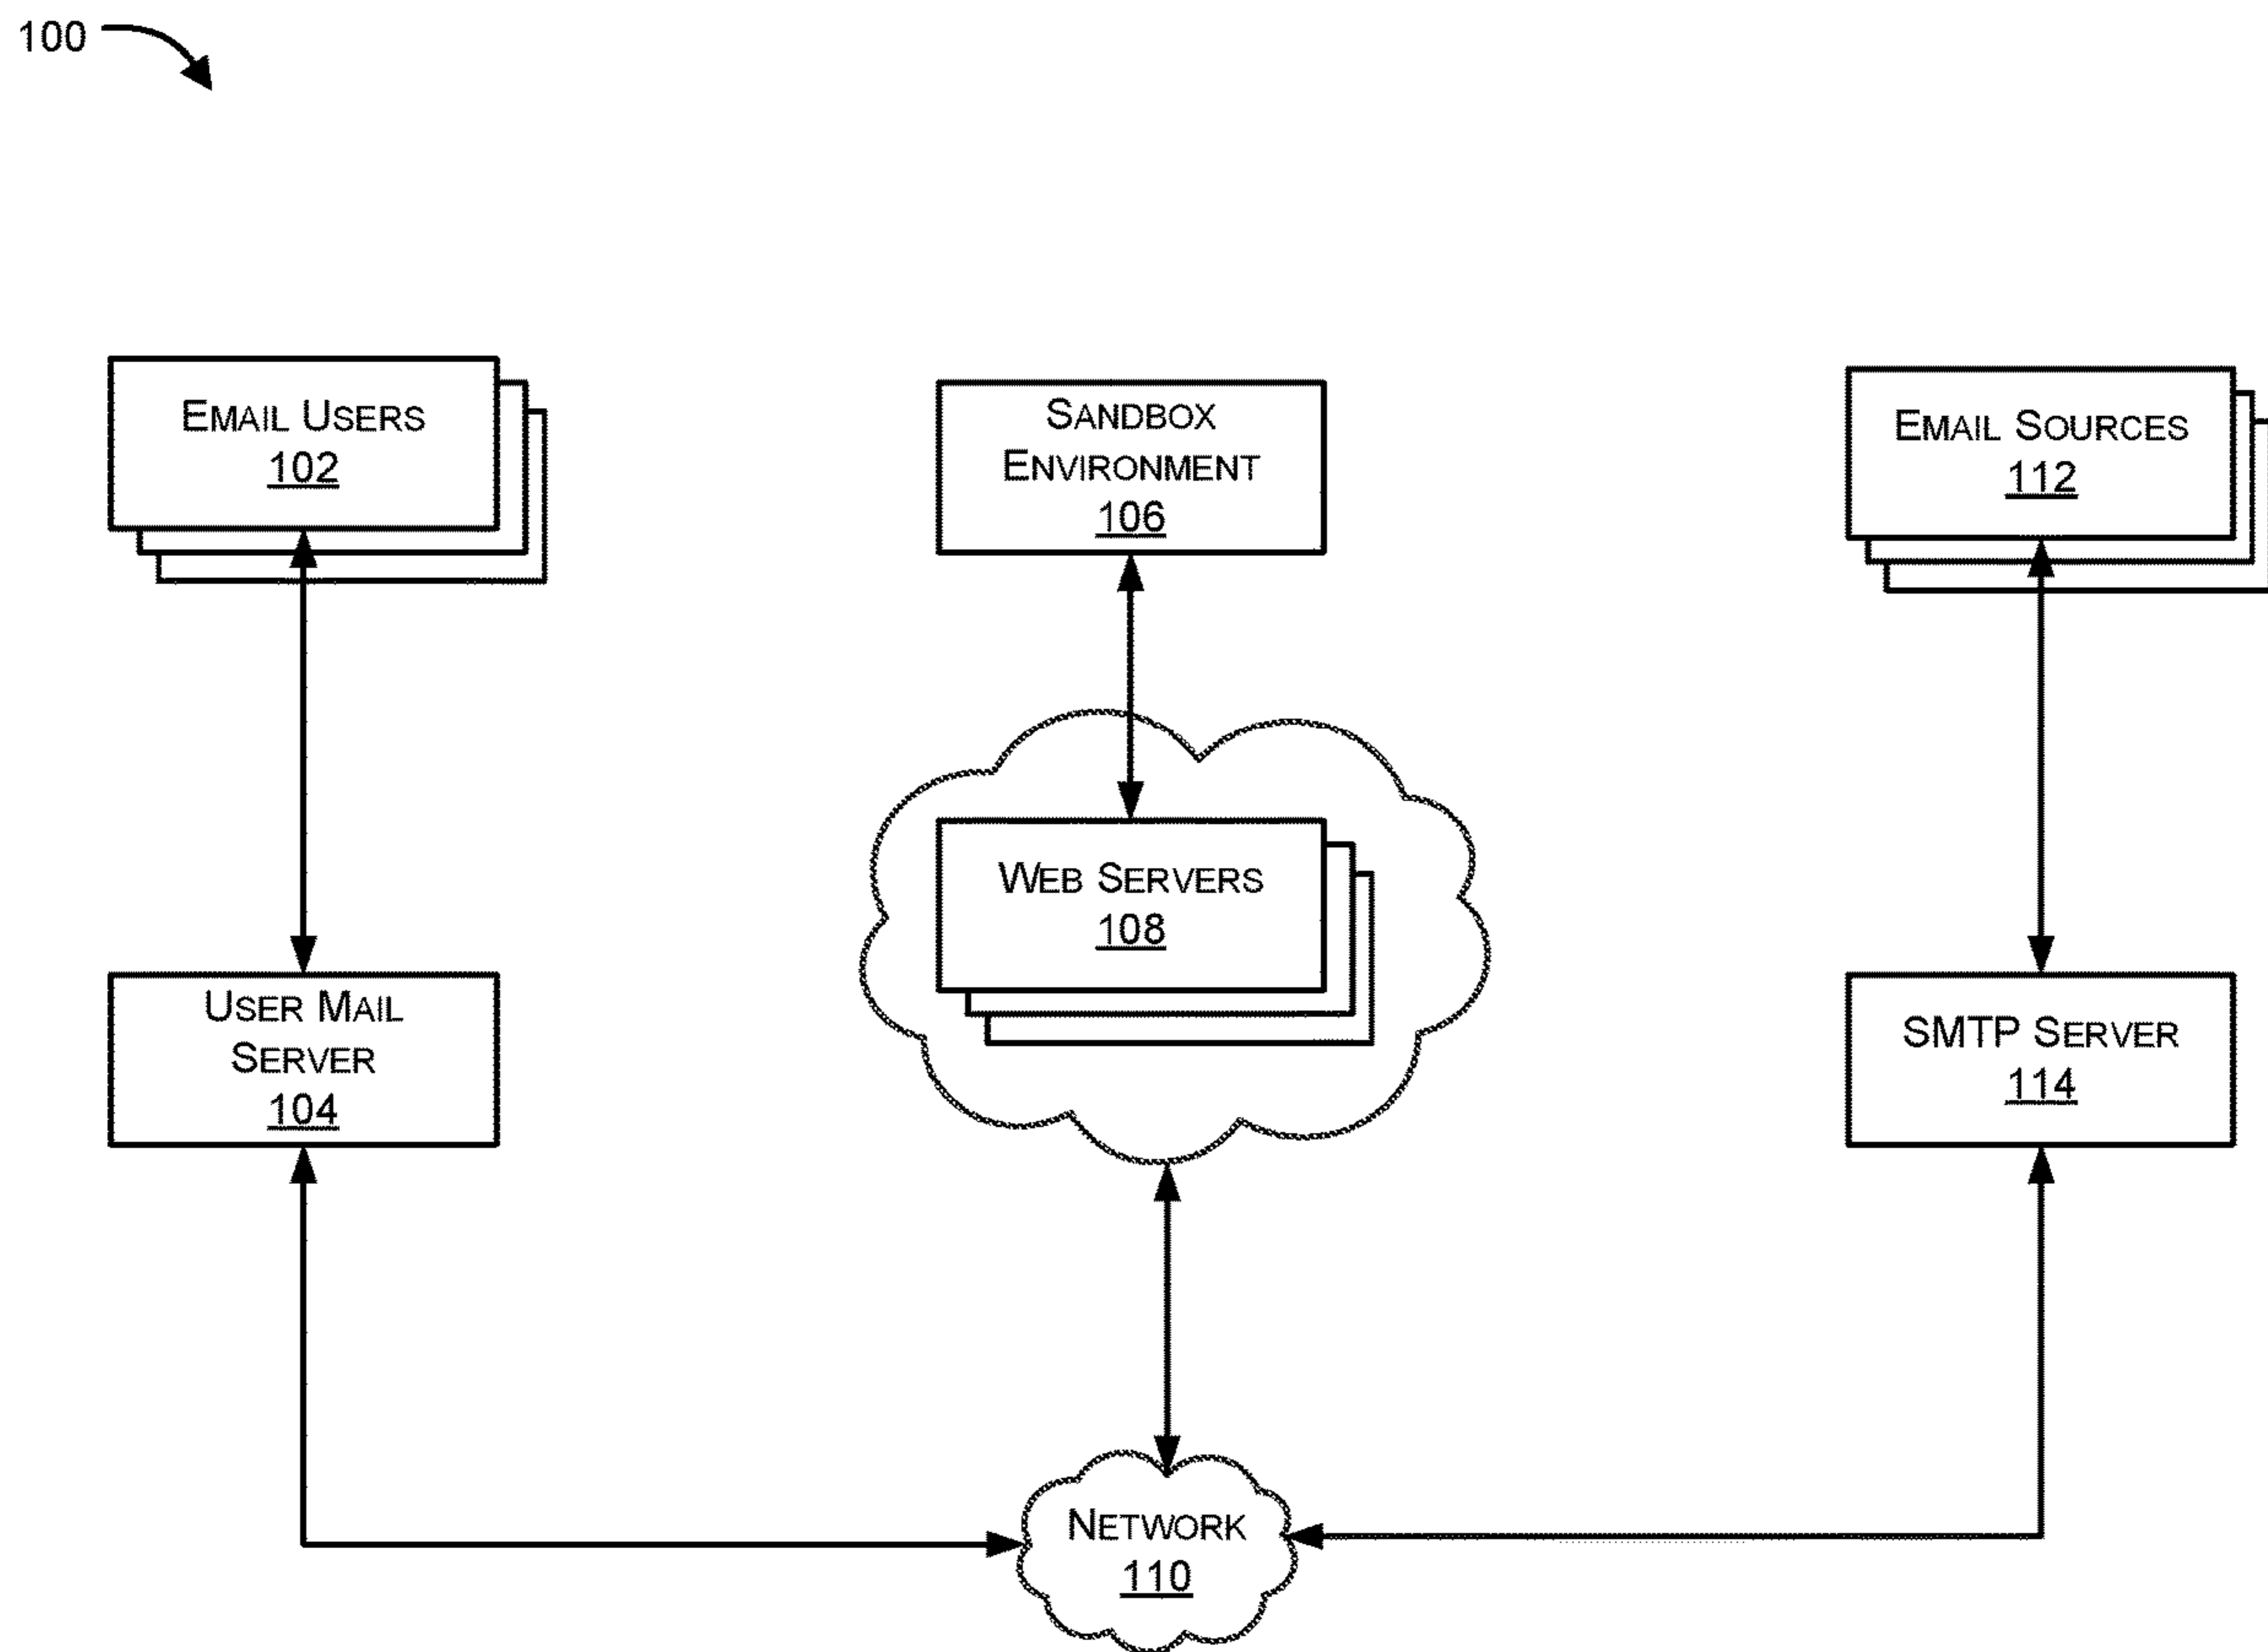 100
EMAIL USERS
102
SANDBOX
ENVIRONMENT
106
EMAIL SOURCES
112
WEB SERVERS
108
USER MAIL
SERVER
104
SMTP SERVER
114
NETWORK
110